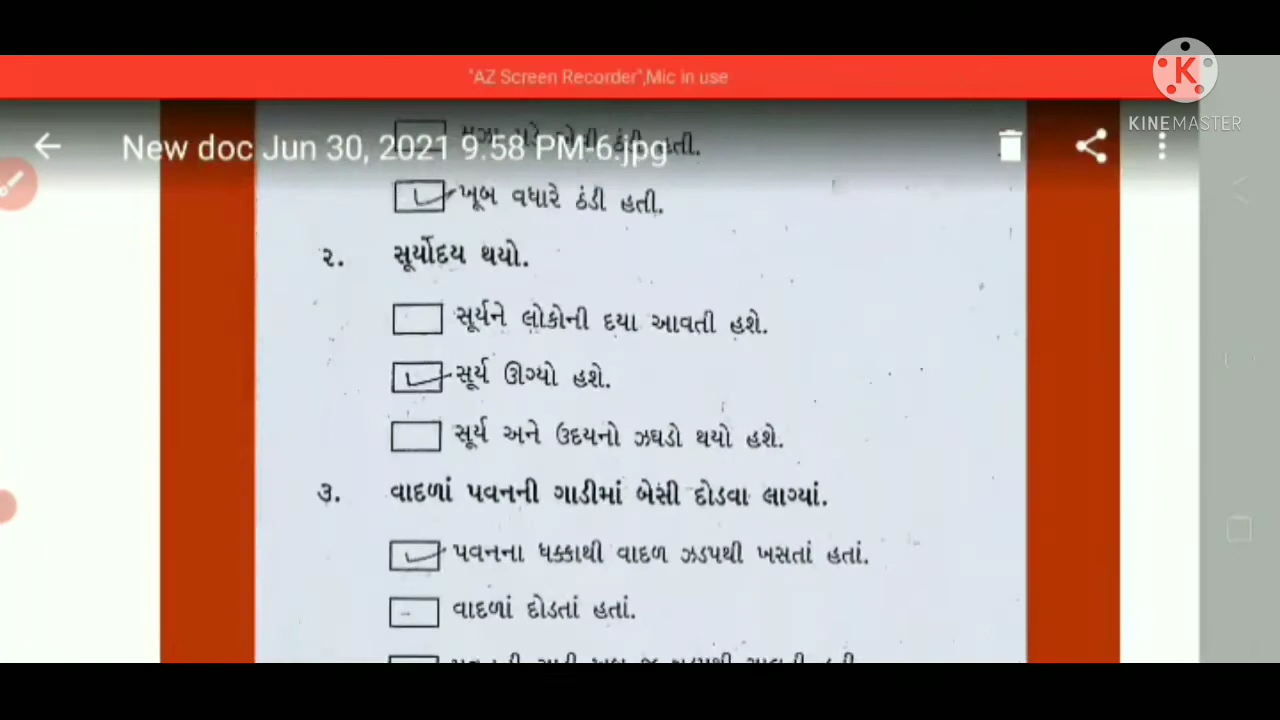 "AZ Screen Recorder",Mic in use
KINEMASTER
New doc Jun 30, 2021 9.58 PM-6.jpg
ઠંડી હતી.
ખૂબ વધારે ઠંડી હતી.
૨. સૂર્યોદય થયો.
સૂર્યને લોકોની દયા આવતી હશે.
સૂર્ય ઊગ્યો હશે.
સૂર્ય અને ઉદયનો ઝઘડો થયો હશે.
૩. વાદળાં પવનની ગાડીમાં બેસી દોડવા લાગ્યાં.
પવનના ધક્કાથી વાદળ ઝડપથી ખસતાં હતાં.
વાદળાં દોડતાં હતાં.